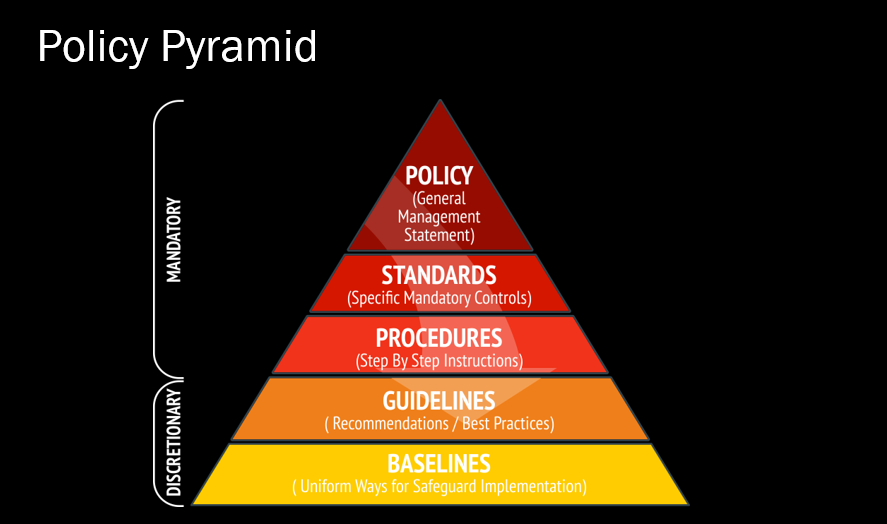 Policy Pyramid
MANDATORY
POLICY
(General
Management
Statement)
STANDARDS
(Specific Mandatory Controls)
PROCEDURES
(Step By Step Instructions)
DISCRETIONARY
GUIDELINES
( Recommendations / Best Practices)
BASELINES
( Uniform Ways for Safeguard Implementation)